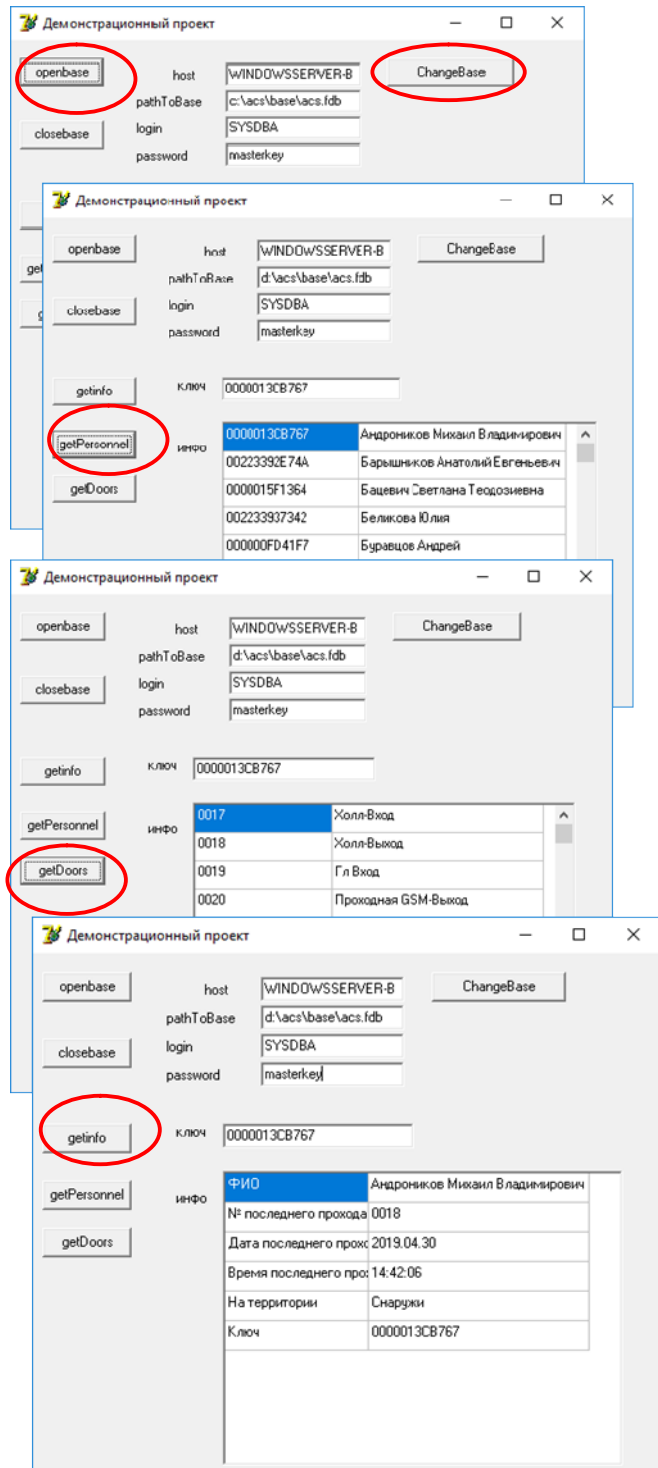 Демонстрационный проект
openbase
host
WINDOWSSERVER-B
ChangeBase
pathToBase
c:\acs\base\acs.fdb
closebase
login
SYSDBA
password
masterkey
Демонстрационный проект
openbase
host
WINDOWSSERVER-B
ChangeBase
pathToBase
d:\acs\base\acs.fdb
closebase
login
SYSDBA
password
masterkey
getinfo
ключ
0000013CB767
getPersonnel
инфо
0000013CB767 Андроников Михаил Владимирович
00223392E74A Барышников Анатолий Евгеньевич
getDoors
0000015F1364 Бацевич Светлана Теодозиевна
002233937342 Беликова Юлия
000000FD41F7 Буравцов Андрей
Демонстрационный проект
openbase
host
WINDOWSSERVER-B
ChangeBase
pathToBase
d:\acs\base\acs.fdb
closebase
login
SYSDBA
password
masterkey
getinfo
ключ
0000013CB767
getPersonnel
инфо
0017 Холл-Вход
0018 Холл-Выход
getDoors
0019 Гл Вход
0020 Проходная GSM-Выход
Демонстрационный проект
openbase
host
WINDOWSSERVER-B
ChangeBase
pathToBase
d:\acs\base\acs.fdb
closebase
login
SYSDBA
password
masterkey
getinfo
ключ
0000013CB767
getPersonnel
инфо
ФИО Андроников Михаил Владимирович
№ последнего прохода 0018
getDoors
Дата последнего прохо 2019.04.30
Время последнего про: 14:42:06
На территории Снаружи
Ключ 0000013CB767